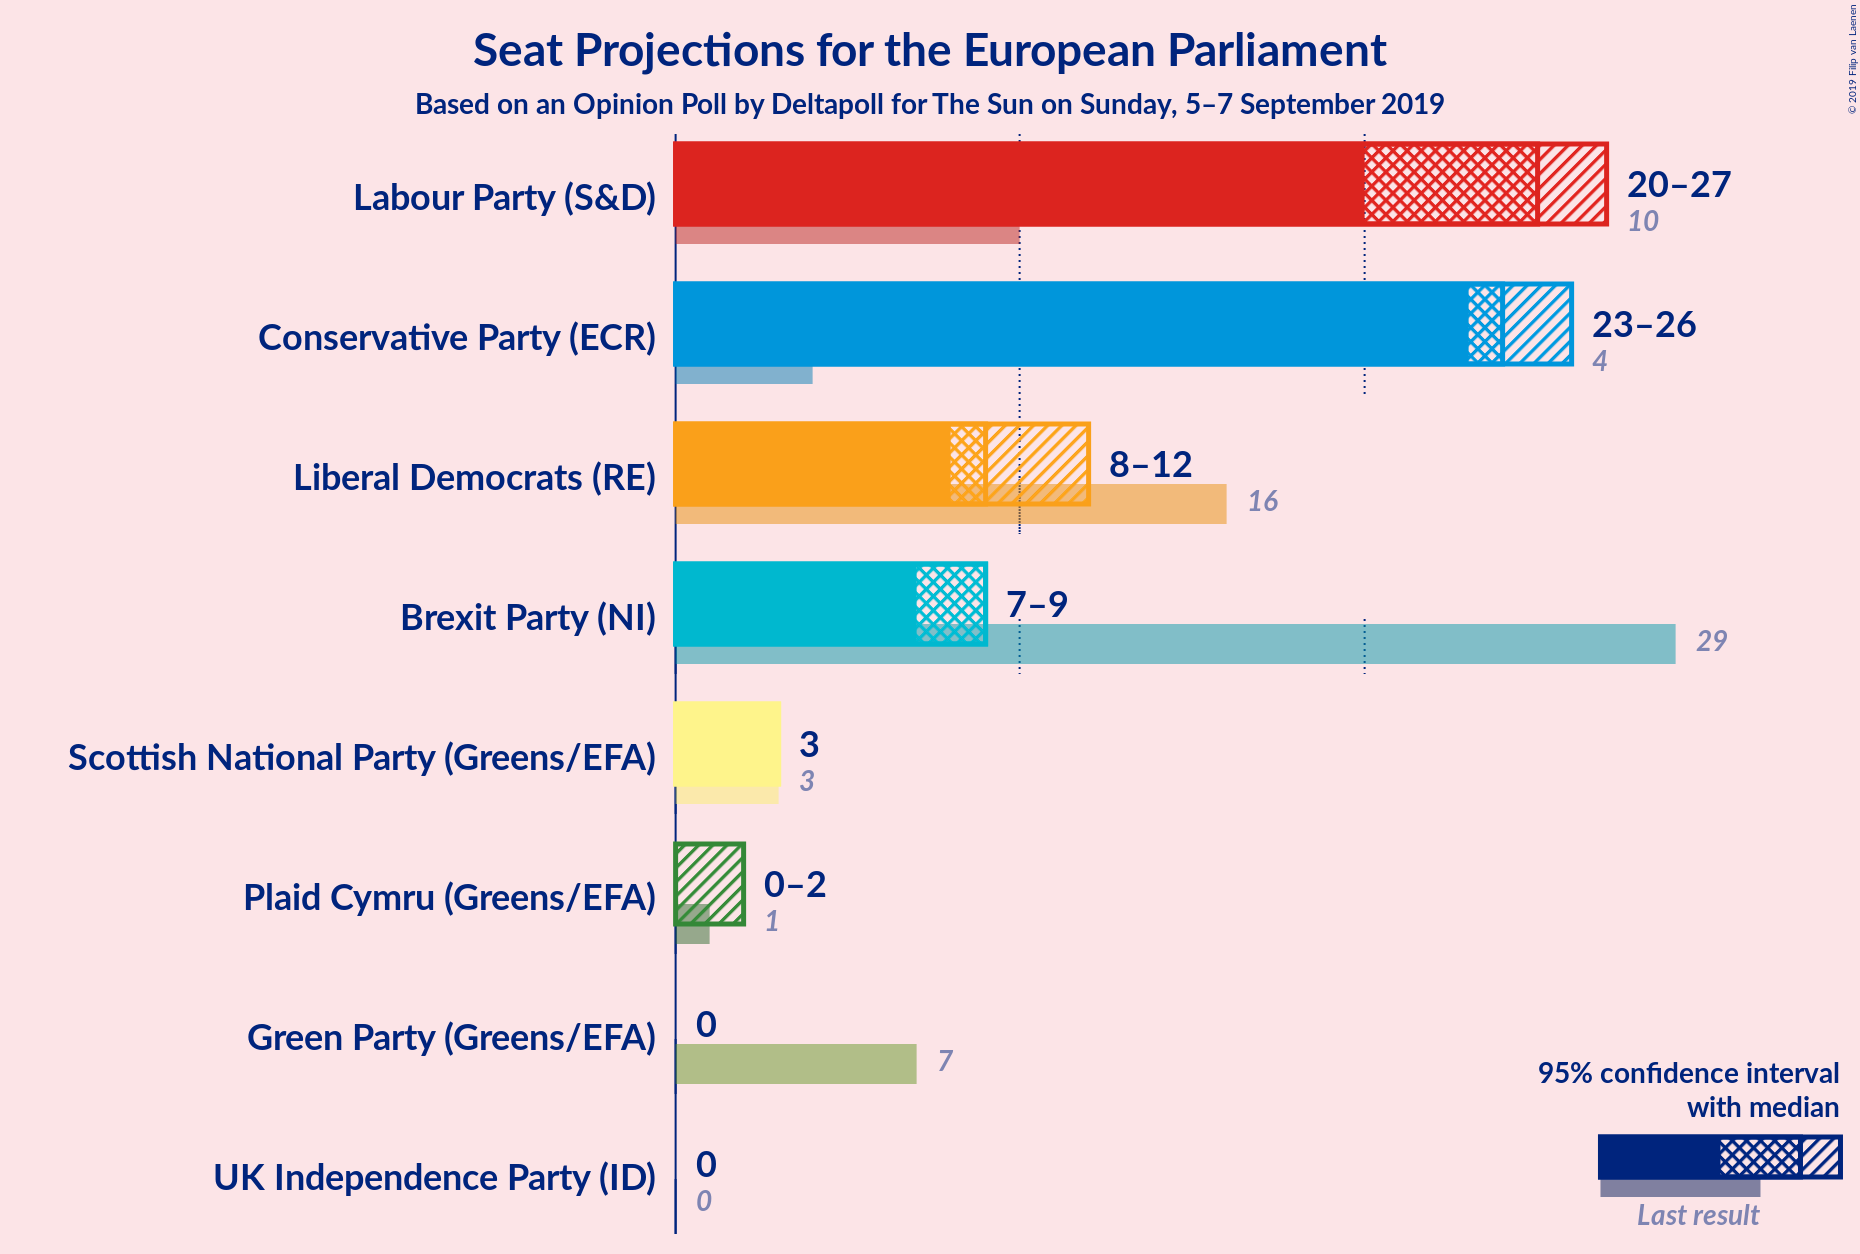 Seat Projections for the European Parliament
Based on an Opinion Poll by Deltapoll for The Sun on Sunday, 5–7 September 2019
© 2019 Filip van Laenen
Labour Party (S&D)
20–27
10
Conservative Party (ECR)
23–26
4
Liberal Democrats (RE)
8–12
16
Brexit Party (NI)
7–9
29
Scottish National Party (Greens/EFA)
3
3
Plaid Cymru (Greens/EFA)
0–2
1
Green Party (Greens/EFA)
0
7
UK Independence Party (ID)
0
0
95% confidence interval
with median
Last result